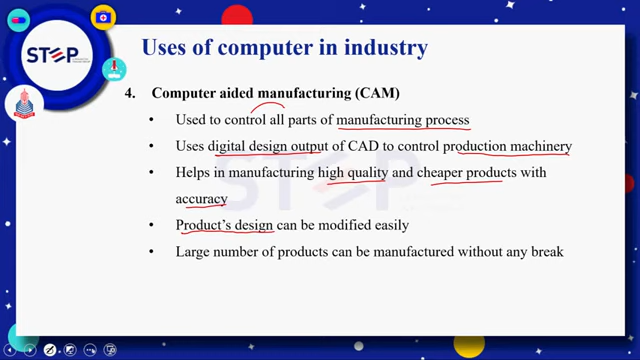 STEP
Uses of computer in industry
4. Computer aided manufacturing (CAM)
• Used to control all parts of manufacturing process
• Uses digital design output of CAD to control production machinery
• Helps in manufacturing high quality and cheaper products with
accuracy
• Product's design can be modified easily
• Large number of products can be manufactured without any break
STEP